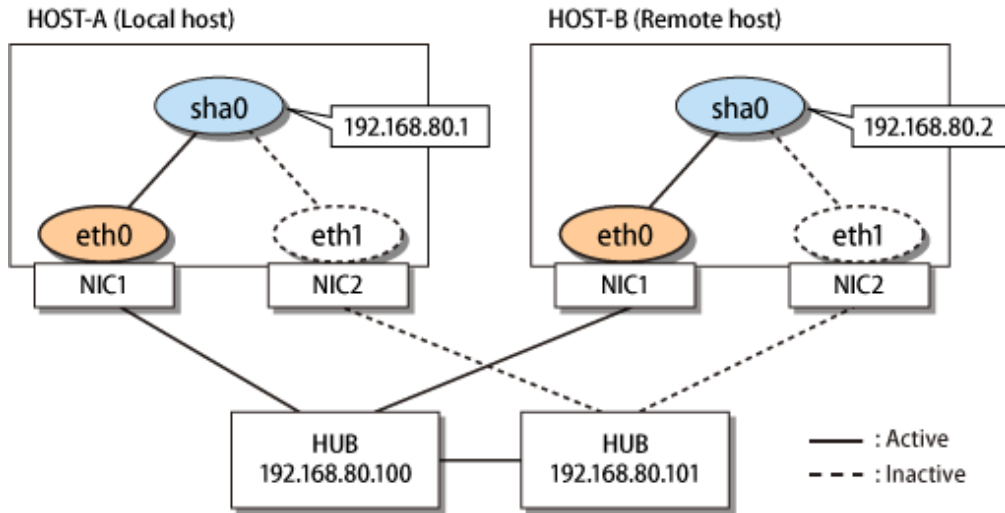 HOST-A (Local host)
HOST-B (Remote host)
sha0
192.168.80.1
sha0
192.168.80.2
eth0
eth1
eth0
eth1
NIC1
NIC2
NIC1
NIC2
HUB
192.168.80.100
HUB
192.168.80.101
: Active
: Inactive